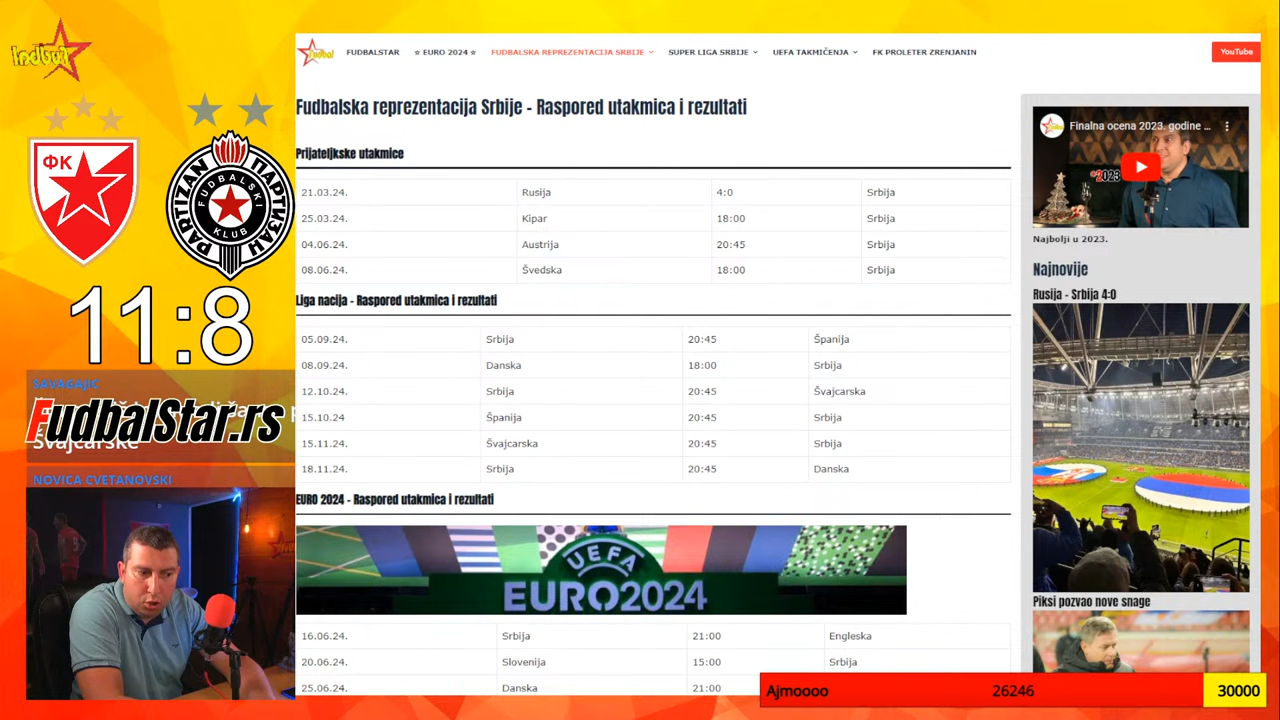 Fudbal
FUDBALSTAR ☆ EURO 2024 ☆ FUDBALSKA REPREZENTACIJA SRBIJE SUPER LIGA SRBIJE UEFA TAKMIČENJA FK PROLETER ZRENJANIN YouTube
Fudbalska reprezentacija Srbije - Raspored utakmica i rezultati
Prijateljkske utakmice
21.03.24. Rusija 4:0 Srbija
25.03.24. Kipar 18:00 Srbija
04.06.24. Austrija 20:45 Srbija
08.06.24. Švedska 18:00 Srbija
Liga nacija - Raspored utakmica i rezultati
05.09.24. Srbija 20:45 Španija
08.09.24. Danska 18:00 Srbija
12.10.24. Srbija 20:45 Švajcarska
15.10.24 Španija 20:45 Srbija
15.11.24. Švajcarska 20:45 Srbija
18.11.24. Srbija 20:45 Danska
EURO 2024 - Raspored utakmica i rezultati
UEFA
EURO2024
16.06.24. Srbija 21:00 Engleska
20.06.24. Slovenija 15:00 Srbija
25.06.24. Danska 21:00
Finalna ocena 2023. godine ...
2023
Najbolji u 2023.
Najnovije
Rusija - Srbija 4:0
Piksi pozvao nove snage
ФК
PARTIZAN ПАРТИЗАН
FUDBALSKI
KLUB
11:8
SAVAGAJIC
FudbalStar.rs
Švajcarske
NOVICA CVETANOVSKI
Ajmoooo 26246 30000